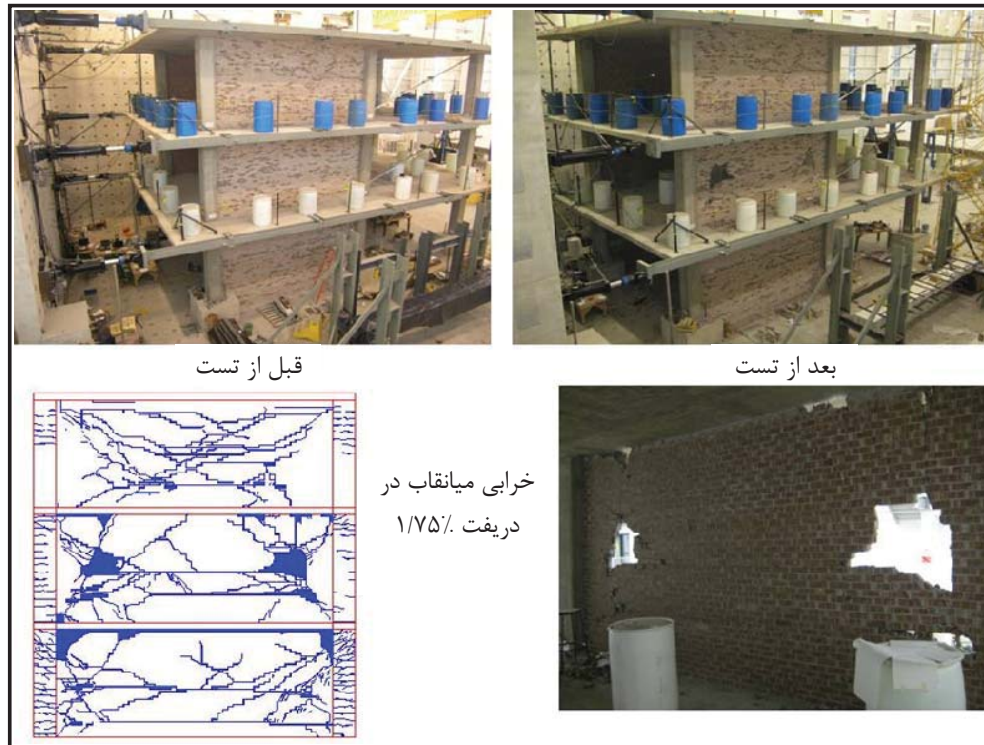 قبل از تست
بعد از تست
خرابی میانقاب در
دریفت ۱/۷۵٪